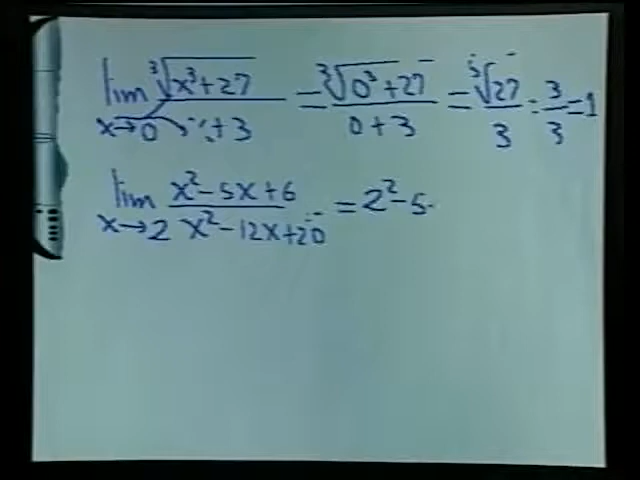 lim x→0 ∛(x³+27) / x+3 = ∛(0³+27) / 0+3 = ∛27 / 3 = 3/3 = 1
lim x→2 x²-5x+6 / x²-12x+20 = 2²-5·